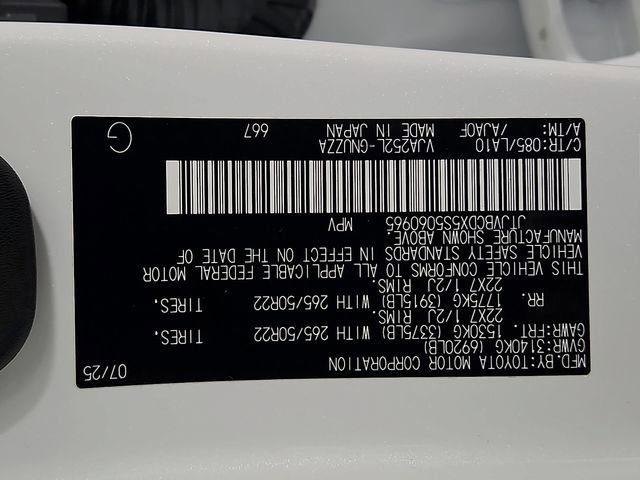 MFD.BY:TOYOTA MOTOR CORPORATION 07/25
GVWR:3140KG (6920LB)
GAWR:FRT. 1530KG (3375LB) WITH 265/50R22 TIRES.
22X7 1/2J RIMS
RR. 1775KG (3915LB) WITH 265/50R22 TIRES.
22X7 1/2J RIMS
THIS VEHICLE CONFORMS TO ALL APPLICABLE FEDERAL MOTOR
VEHICLE SAFETY STANDARDS IN EFFECT ON THE DATE OF
MANUFACTURE SHOWN ABOVE.
JTJVBCDX5S5060965 MPV
C/TR: 085/LA10 VJA252L-GNUZZA
A/TM: /AJA0F MADE IN JAPAN 667 G